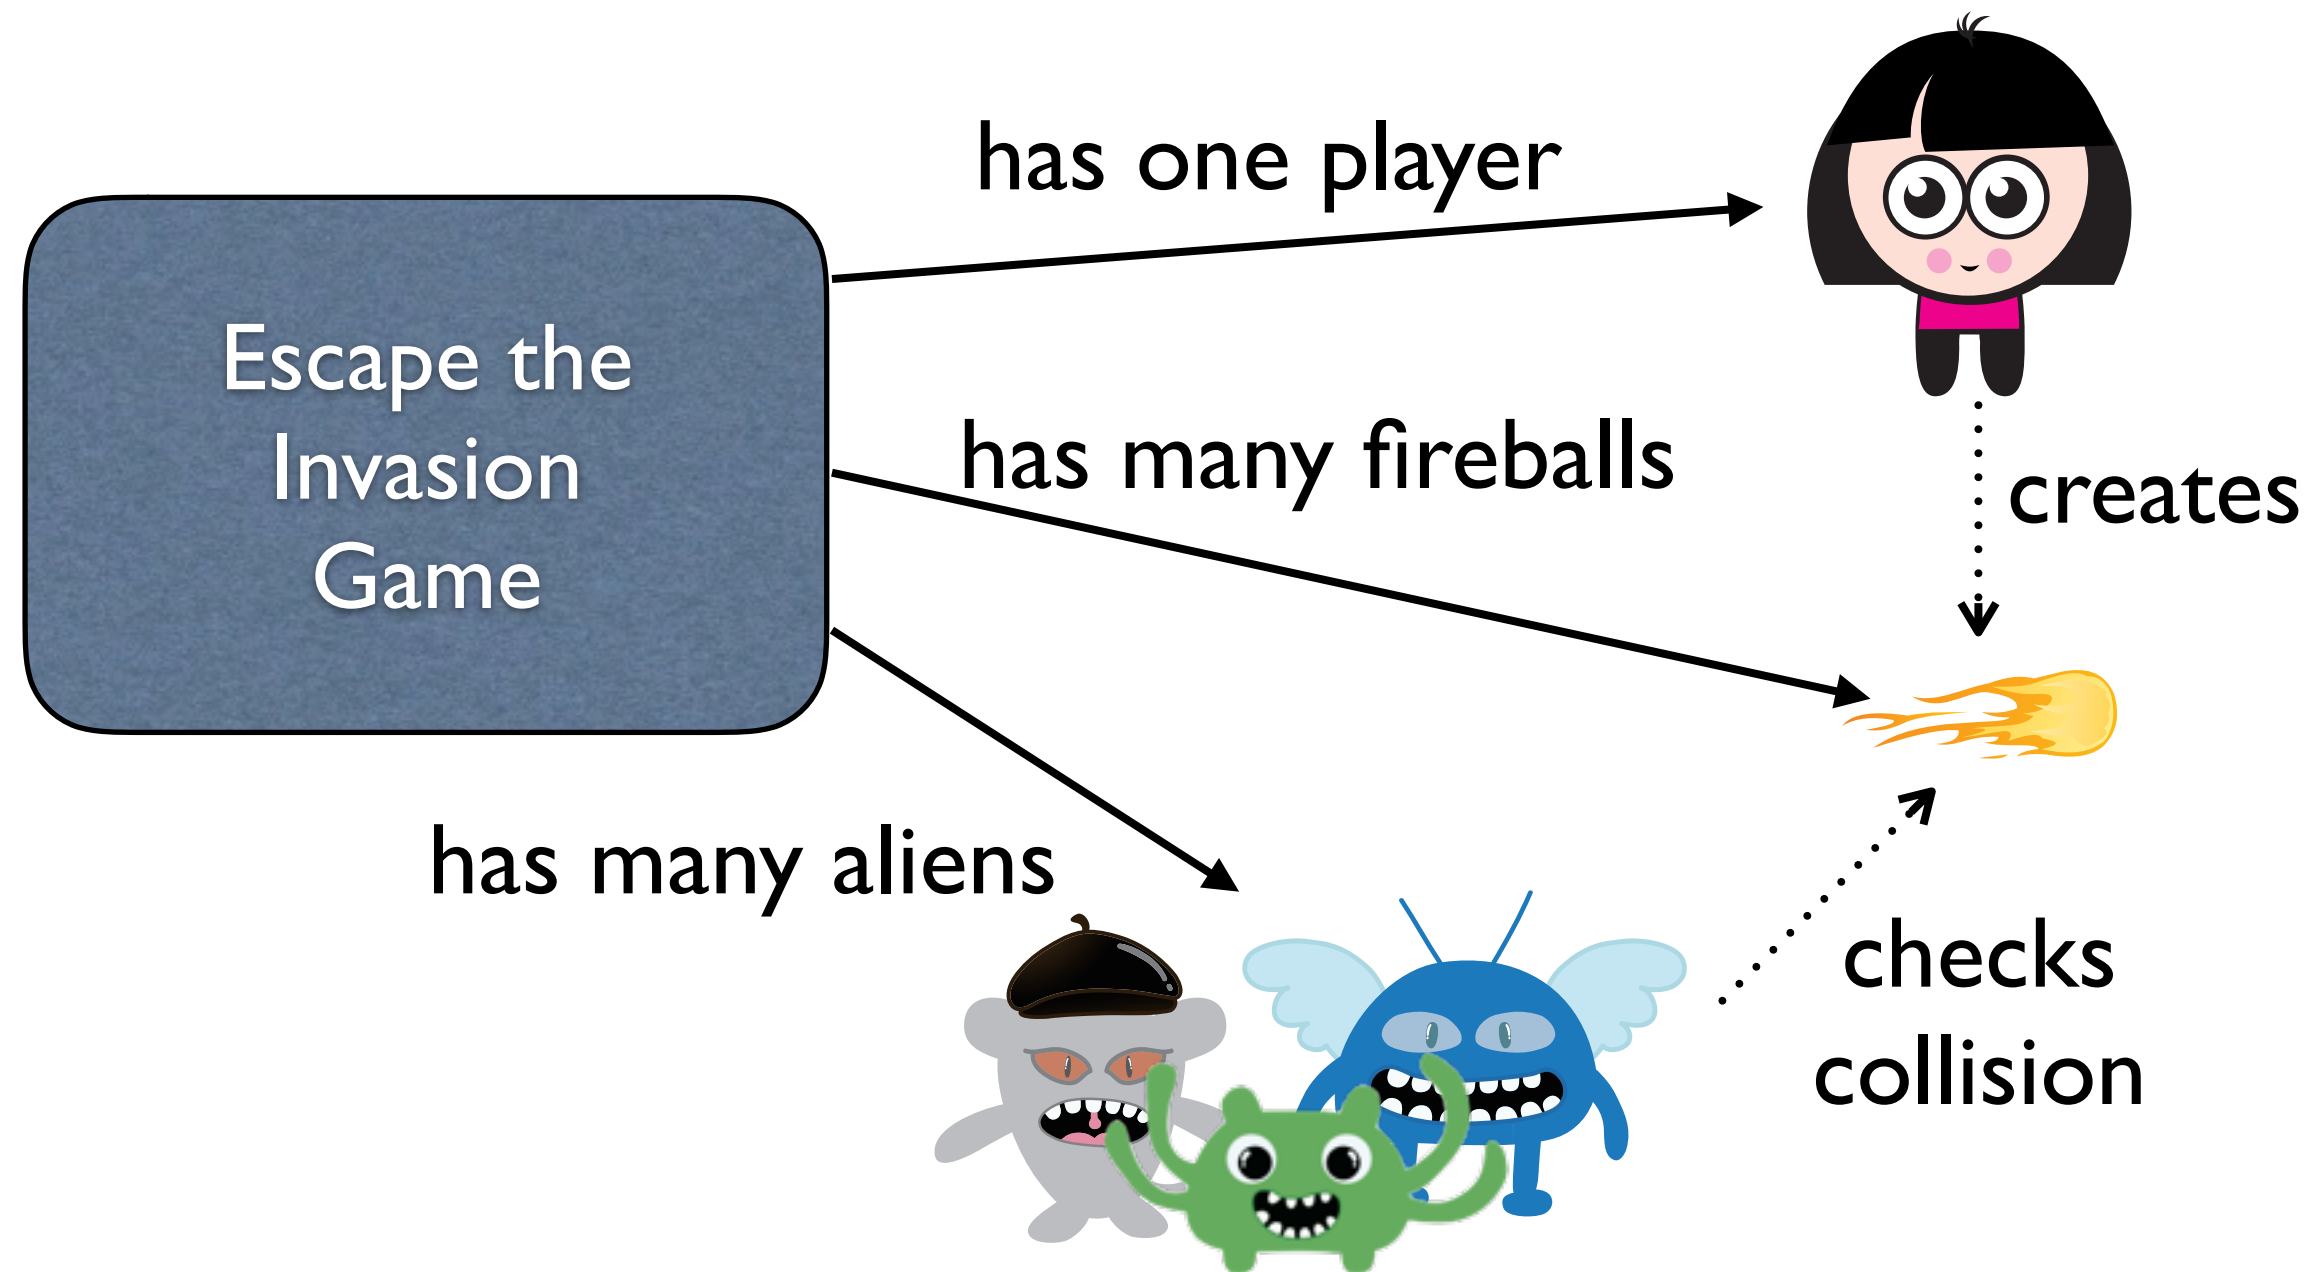 has one player
Escape the
Invasion
Game
has many fireballs
creates
has many aliens
checks
collision